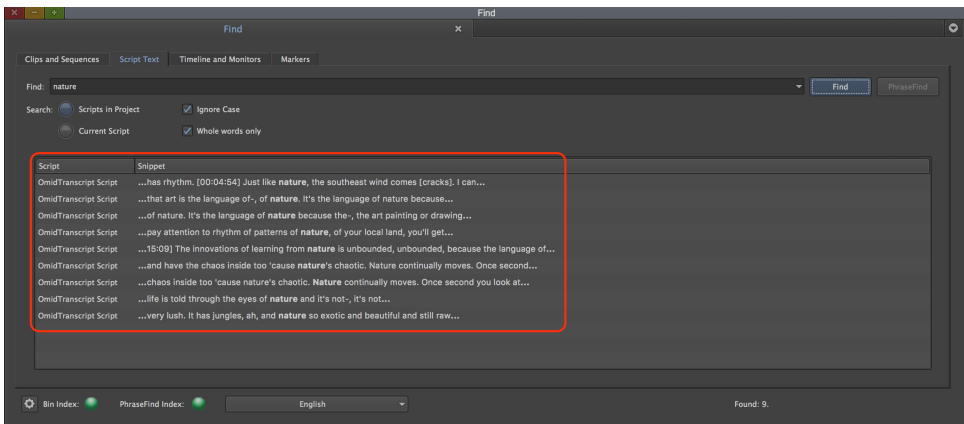 Find
Find
Clips and Sequences Script Text Timeline and Monitors Markers
Find: nature Find PhraseFind
Search: Scripts in Project Ignore Case
Current Script Whole words only
Script Snippet
OmidTranscript Script ...has rhythm. [00:04:54] Just like nature, the southeast wind comes [cracks]. I can...
OmidTranscript Script ...that art is the language of-, of nature. It's the language of nature because...
OmidTranscript Script ...of nature. It's the language of nature because the-, the art painting or drawing...
OmidTranscript Script ...pay attention to rhythm of patterns of nature, of your local land, you'll get...
OmidTranscript Script ...15:09] The innovations of learning from nature is unbounded, unbounded, because the language of...
OmidTranscript Script ...and have the chaos inside too 'cause nature's chaotic. Nature continually moves. Once second...
OmidTranscript Script ...chaos inside too 'cause nature's chaotic. Nature continually moves. Once second you look at...
OmidTranscript Script ...life is told through the eyes of nature and it's not-, it's not...
OmidTranscript Script ...very lush. It has jungles, ah, and nature so exotic and beautiful and still raw...
Bin Index: PhraseFind Index: English Found: 9.